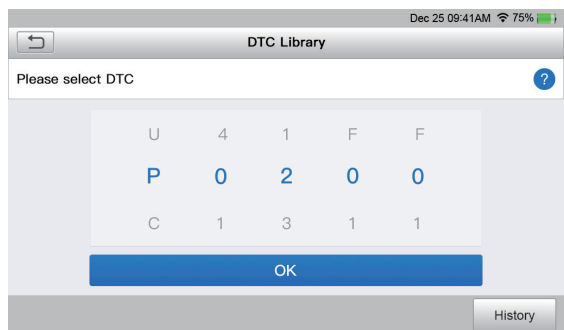 Dec 25 09:41AM 75%
DTC Library
Please select DTC
?
U 4 1 F F
P 0 2 0 0
C 1 3 1 1
OK
History